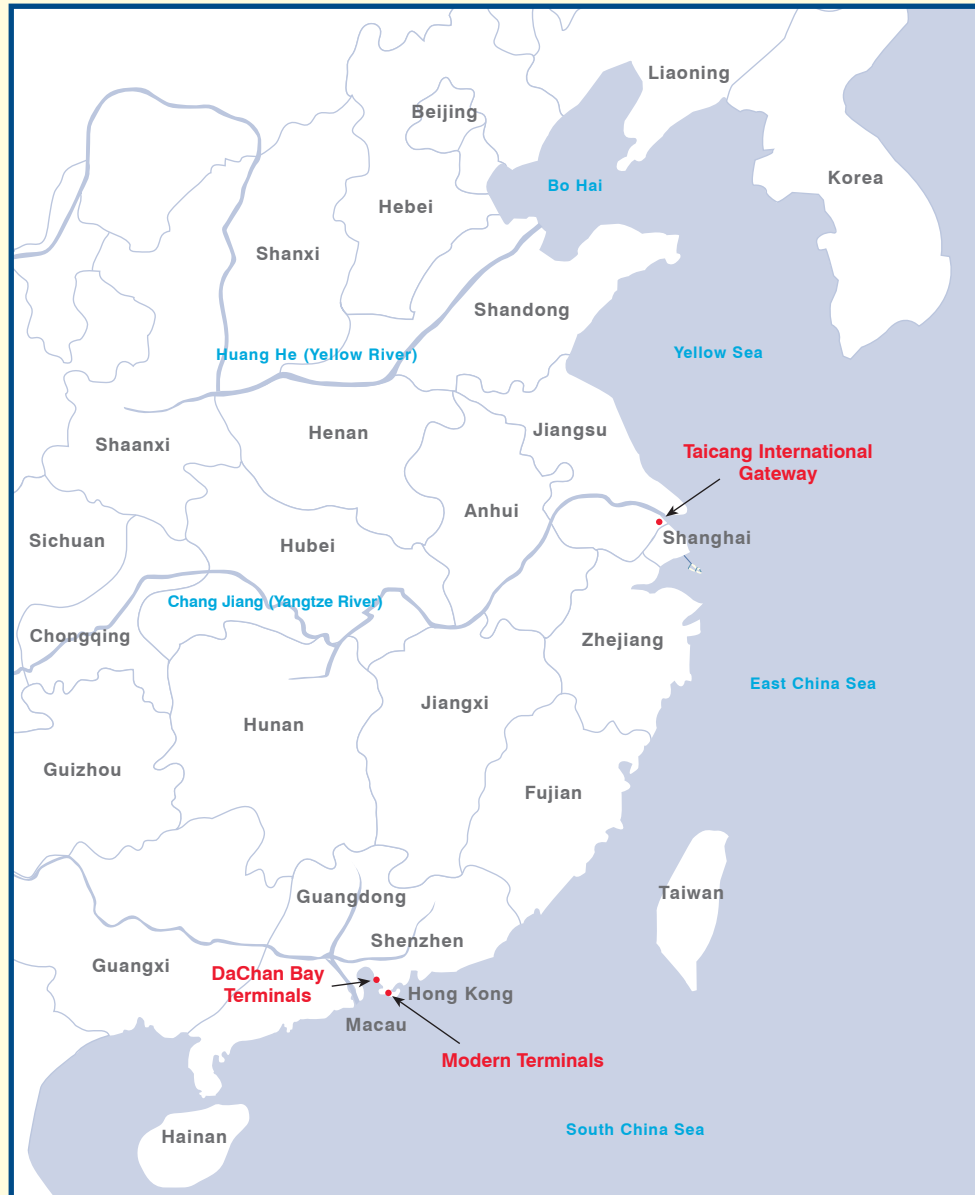 Liaoning
Beijing
Korea
Bo Hai
Hebei
Shanxi
Shandong
Huang He (Yellow River)
Yellow Sea
Shaanxi
Henan
Jiangsu
Taicang International
Gateway
Anhui
Sichuan
Hubei
Shanghai
Chang Jiang (Yangtze River)
Chongqing
Zhejiang
East China Sea
Jiangxi
Hunan
Guizhou
Fujian
Taiwan
Guangdong
Shenzhen
Guangxi
DaChan Bay
Terminals
Hong Kong
Macau
Modern Terminals
South China Sea
Hainan